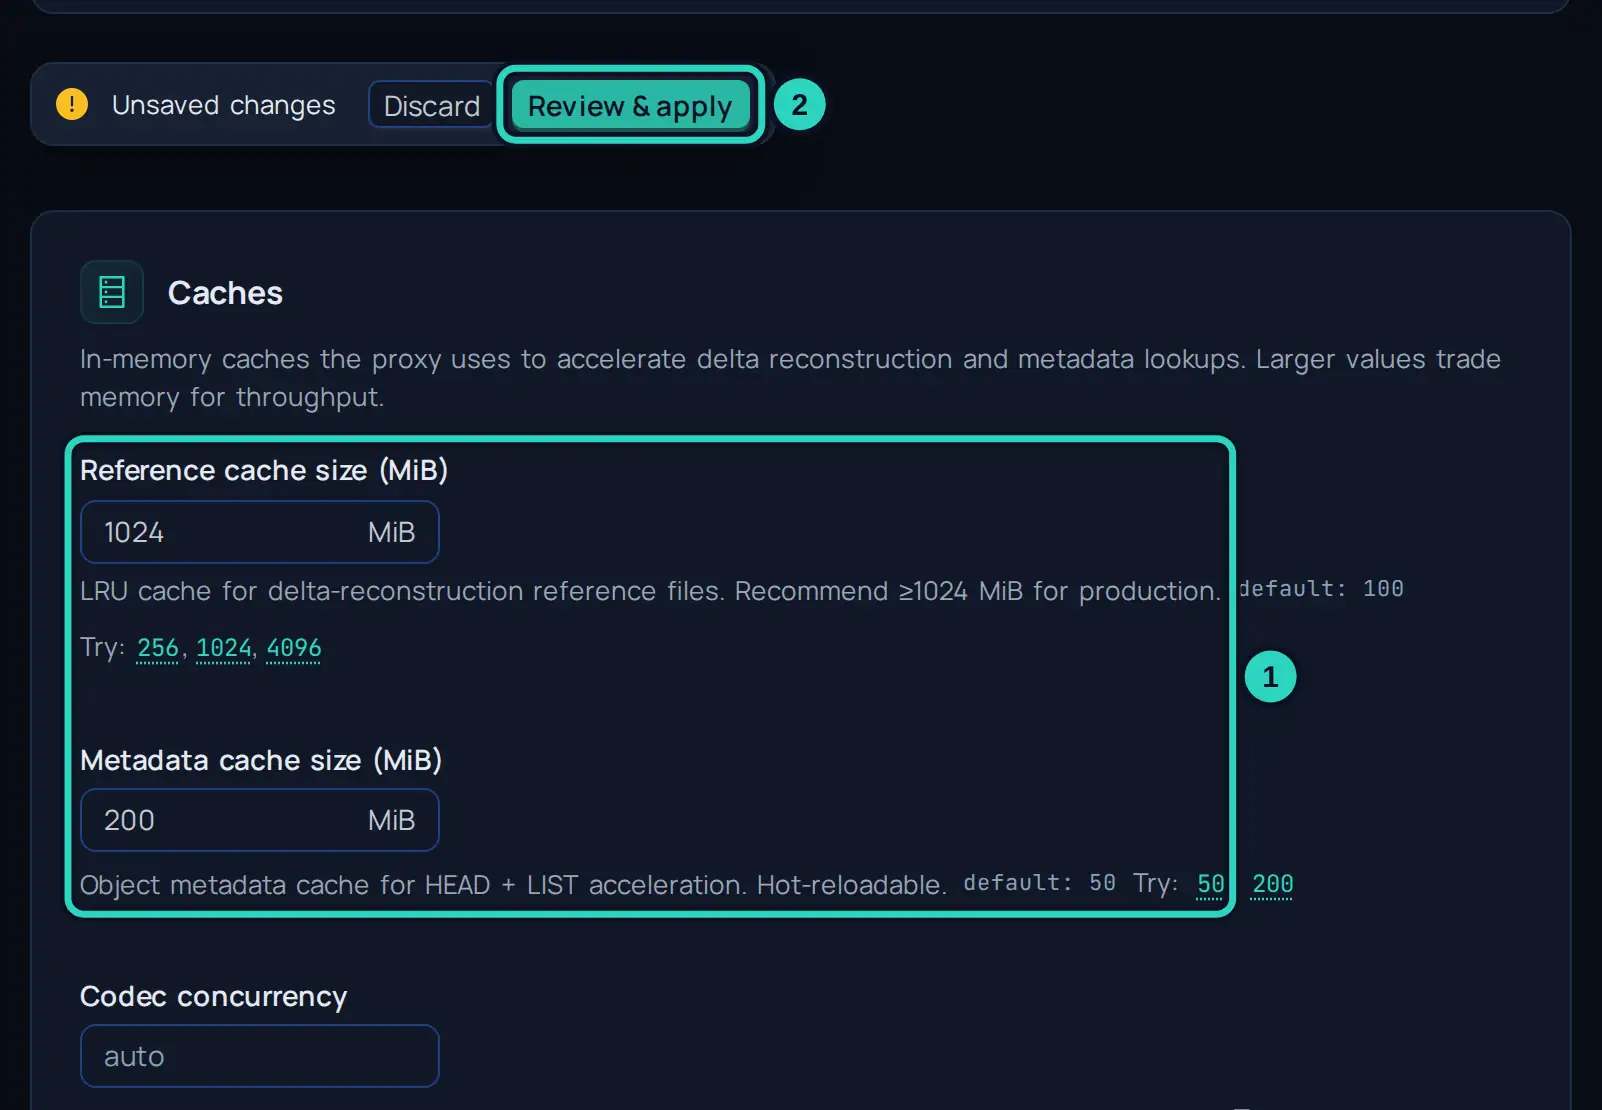 ! Unsaved changes Discard Review & apply 2
Caches
In-memory caches the proxy uses to accelerate delta reconstruction and metadata lookups. Larger values trade
memory for throughput.
Reference cache size (MiB)
1024 MiB
LRU cache for delta-reconstruction reference files. Recommend ≥1024 MiB for production. default: 100
Try: 256, 1024, 4096
1
Metadata cache size (MiB)
200 MiB
Object metadata cache for HEAD + LIST acceleration. Hot-reloadable. default: 50 Try: 50 200
Codec concurrency
auto